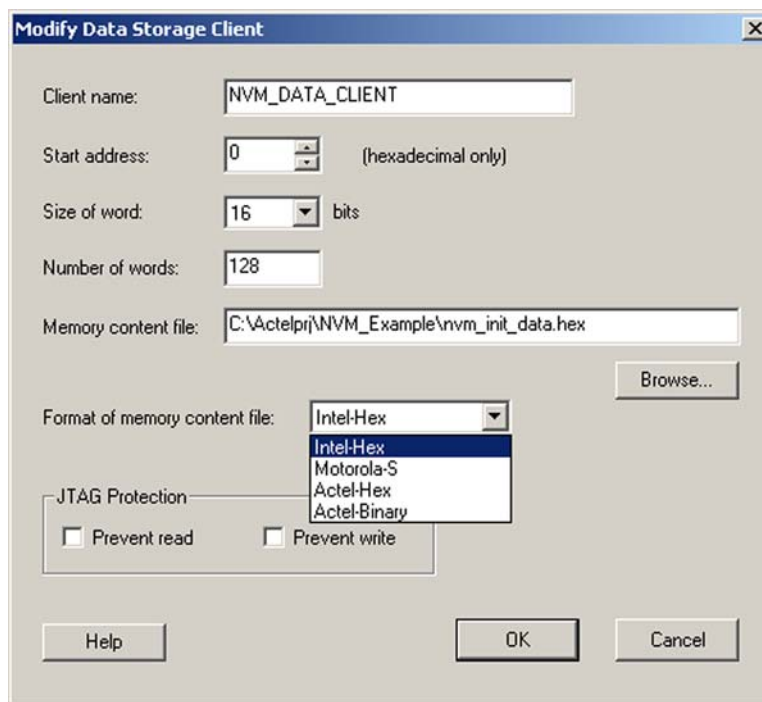 Modify Data Storage Client
Client name: NVM_DATA_CLIENT
Start address: 0 (hexadecimal only)
Size of word: 16 bits
Number of words: 128
Memory content file: C:\Actelprj\NVM_Example\nvm_init_data.hex
Browse...
Format of memory content file: Intel-Hex
Intel-Hex
Motorola-S
Actel-Hex
Actel-Binary
JTAG Protection
Prevent read Prevent write
Help OK Cancel